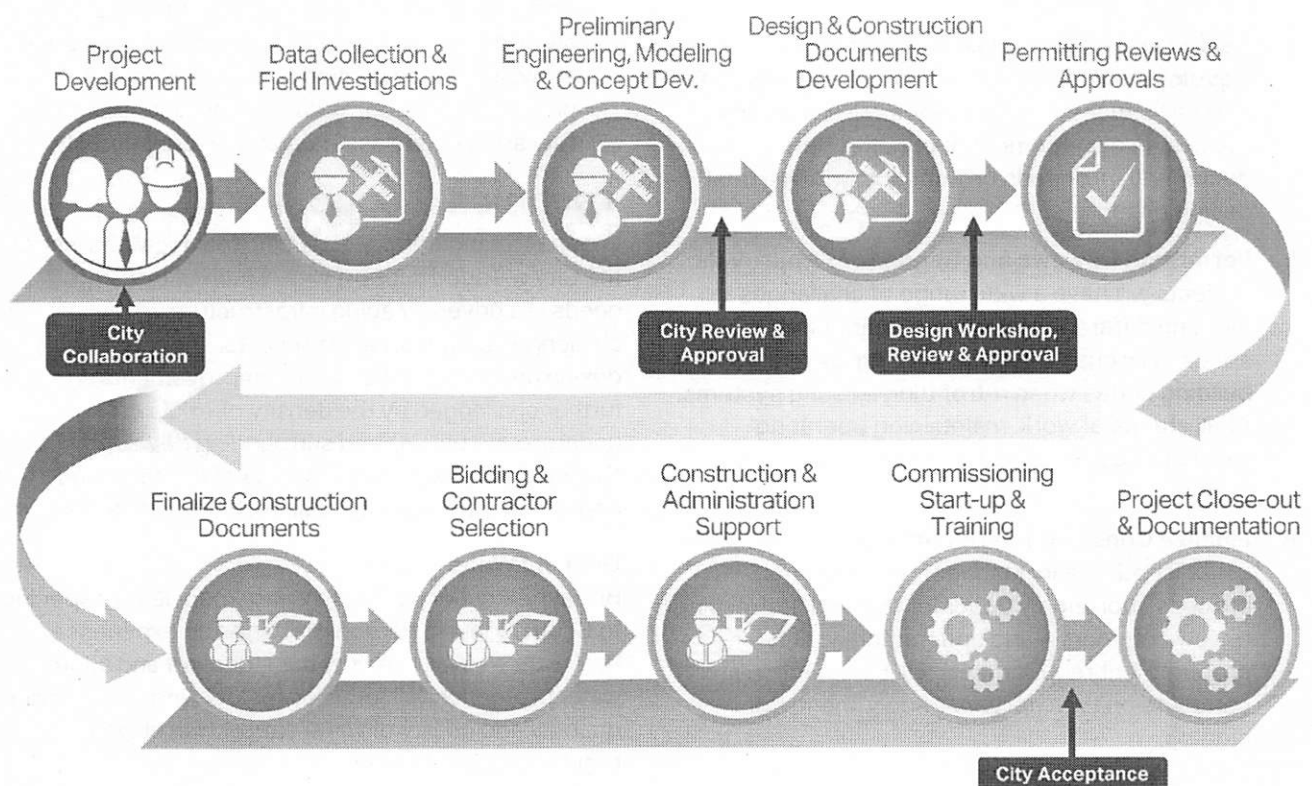 Project
Development
Data Collection &
Field Investigations
Preliminary
Engineering, Modeling
& Concept Dev.
Design & Construction
Documents
Development
Permitting Reviews &
Approvals
City
Collaboration
City Review &
Approval
Design Workshop,
Review & Approval
Finalize Construction
Documents
Bidding &
Contractor
Selection
Construction &
Administration
Support
Commissioning
Start-up &
Training
Project Close-out
& Documentation
City Acceptance